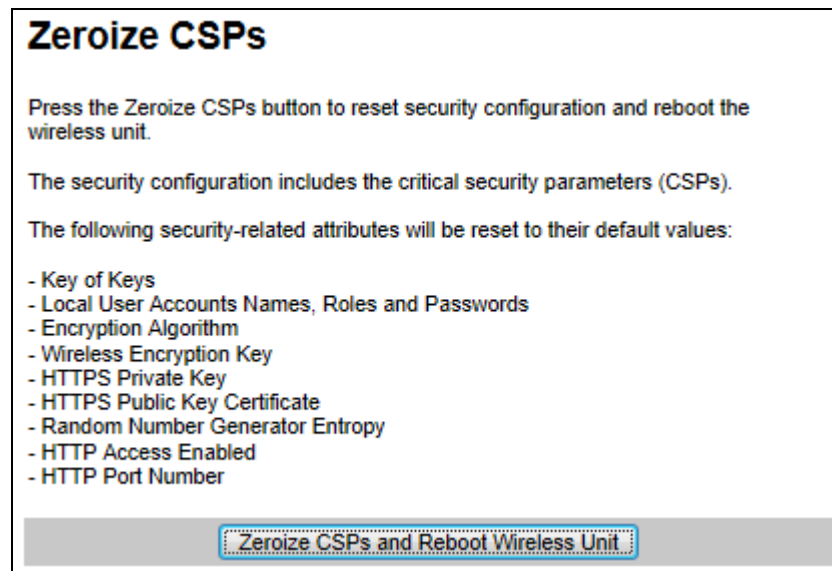 Zeroize CSPs
Press the Zeroize CSPs button to reset security configuration and reboot the
wireless unit.
The security configuration includes the critical security parameters (CSPs).
The following security-related attributes will be reset to their default values:
- Key of Keys
- Local User Accounts Names, Roles and Passwords
- Encryption Algorithm
- Wireless Encryption Key
- HTTPS Private Key
- HTTPS Public Key Certificate
- Random Number Generator Entropy
- HTTP Access Enabled
- HTTP Port Number
Zeroize CSPs and Reboot Wireless Unit